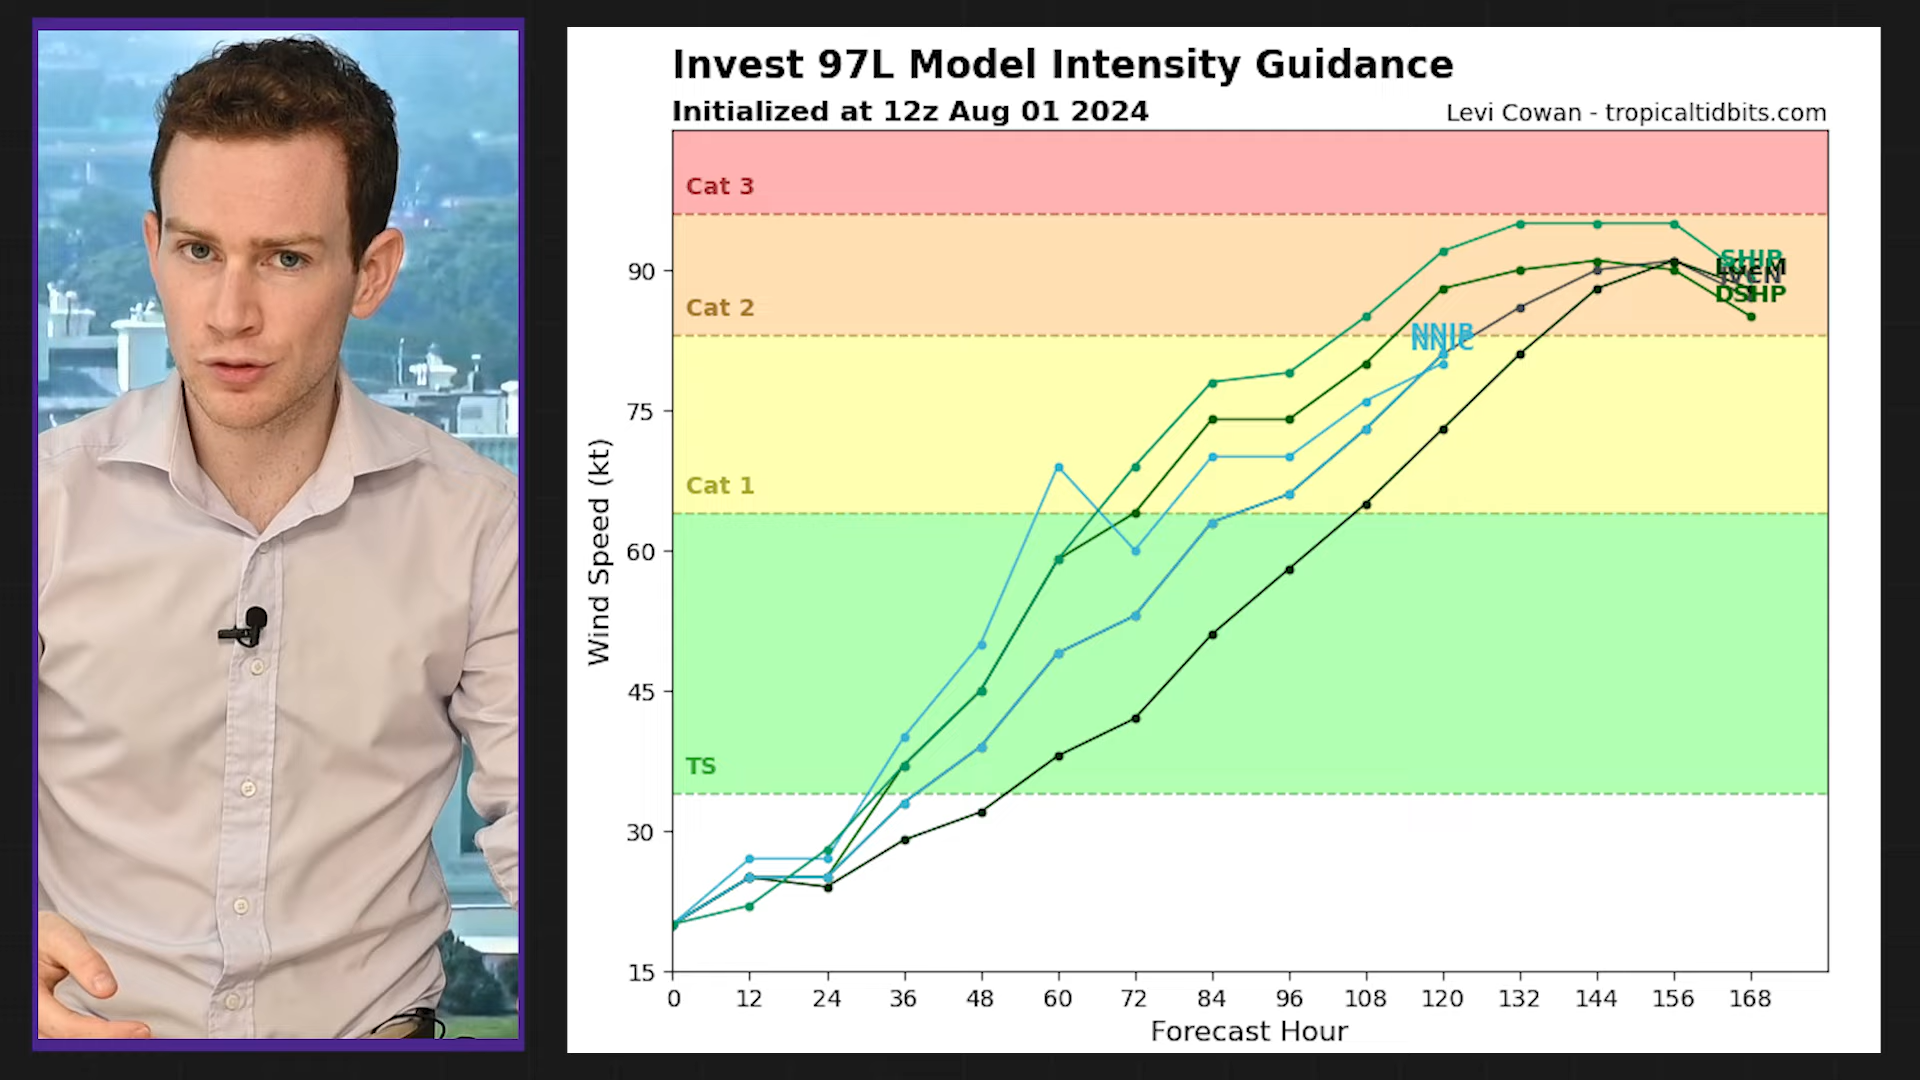 Invest 97L Model Intensity Guidance
Initialized at 12z Aug 01 2024
Levi Cowan - tropicaltidbits.com
Cat 3
Cat 2
Cat 1
TS
90
75
60
45
30
15
Wind Speed (kt)
SHIP
DSHP
NNIB
NNIC
0 12 24 36 48 60 72 84 96 108 120 132 144 156 168
Forecast Hour